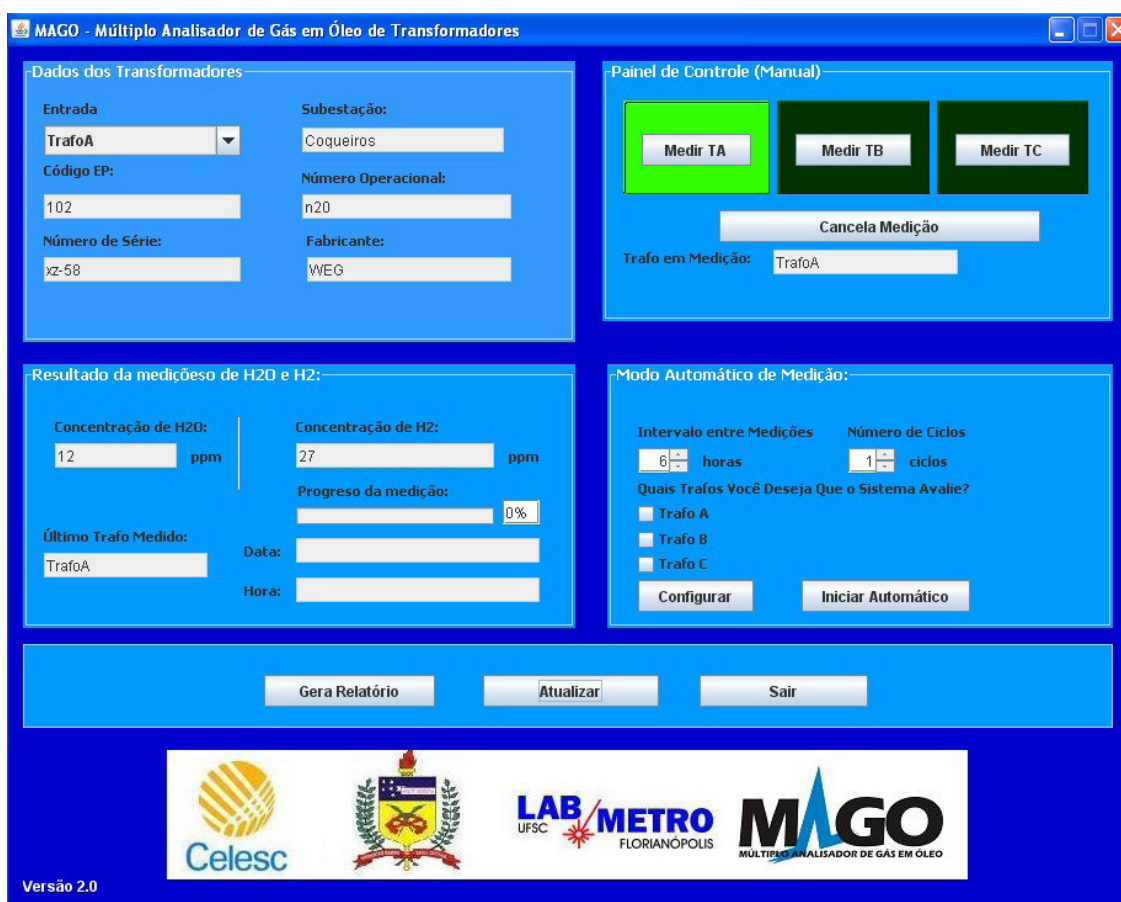 MAGO - Múltiplo Analisador de Gás em Óleo de Transformadores
Dados dos Transformadores
Entrada
Subestação:
TrafoA
Coqueiros
Código EP:
Número Operacional:
102
n20
Número de Série:
Fabricante:
xz-58
WEG
Painel de Controle (Manual)
Medir TA
Medir TB
Medir TC
Cancela Medição
Trafo em Medição:
TrafoA
Resultado da mediçõeso de H2O e H2:
Concentração de H2O:
Concentração de H2:
12 ppm
27 ppm
Progreso da medição:
0%
Último Trafo Medido:
TrafoA
Data:
Hora:
Modo Automático de Medição:
Intervalo entre Medições
Número de Ciclos
6 horas
1 ciclos
Quais Trafos Você Deseja Que o Sistema Avalie?
Trafo A
Trafo B
Trafo C
Configurar
Iniciar Automático
Gera Relatório
Atualizar
Sair
Celesc
LAB METRO
UFSC
FLORIANÓPOLIS
MAGO
MÚLTIPLO ANALISADOR DE GÁS EM ÓLEO
Versão 2.0